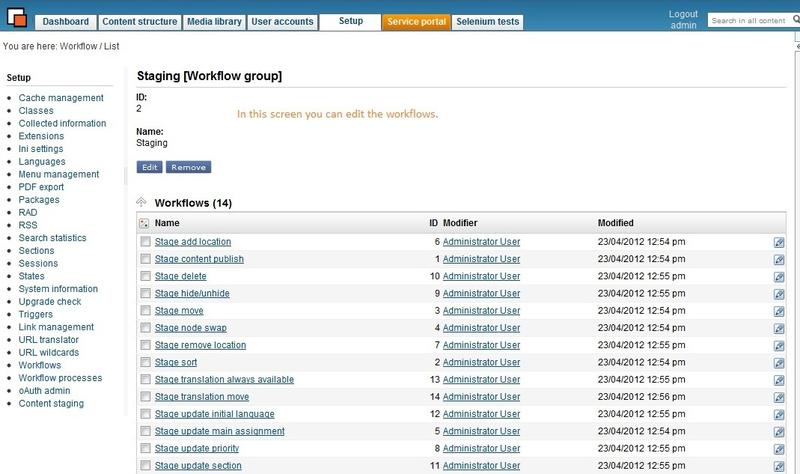 Dashboard
Content structure
Media library
User accounts
Setup
Service portal
Selenium tests
Logout
admin
Search in all content
You are here: Workflow / List
Setup
Cache management
Classes
Collected information
Extensions
Ini settings
Languages
Menu management
PDF export
Packages
RAD
RSS
Search statistics
Sections
Sessions
States
System information
Upgrade check
Triggers
Link management
URL translator
URL wildcards
Workflows
Workflow processes
oAuth admin
Content staging
Staging [Workflow group]
ID:
2
In this screen you can edit the workflows.
Name:
Staging
Edit Remove
Workflows (14)
Name ID Modifier Modified
Stage add location 6 Administrator User 23/04/2012 12:54 pm
Stage content publish 1 Administrator User 23/04/2012 12:54 pm
Stage delete 10 Administrator User 23/04/2012 12:55 pm
Stage hide/unhide 9 Administrator User 23/04/2012 12:55 pm
Stage move 3 Administrator User 23/04/2012 12:54 pm
Stage node swap 4 Administrator User 23/04/2012 12:54 pm
Stage remove location 7 Administrator User 23/04/2012 12:55 pm
Stage sort 2 Administrator User 23/04/2012 12:54 pm
Stage translation always available 13 Administrator User 23/04/2012 12:55 pm
Stage translation move 14 Administrator User 23/04/2012 12:56 pm
Stage update initial language 12 Administrator User 23/04/2012 12:55 pm
Stage update main assignment 5 Administrator User 23/04/2012 12:54 pm
Stage update priority 8 Administrator User 23/04/2012 12:55 pm
Stage update section 11 Administrator User 23/04/2012 12:55 pm